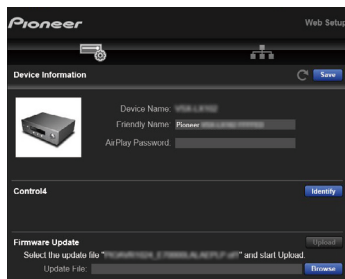 Pioneer
Web Setup
Device Information
Save
Device Name:
Friendly Name: Pioneer
AirPlay Password:
Control4
Identify
Firmware Update
Upload
Select the update file " " and start Upload.
Update File:
Browse